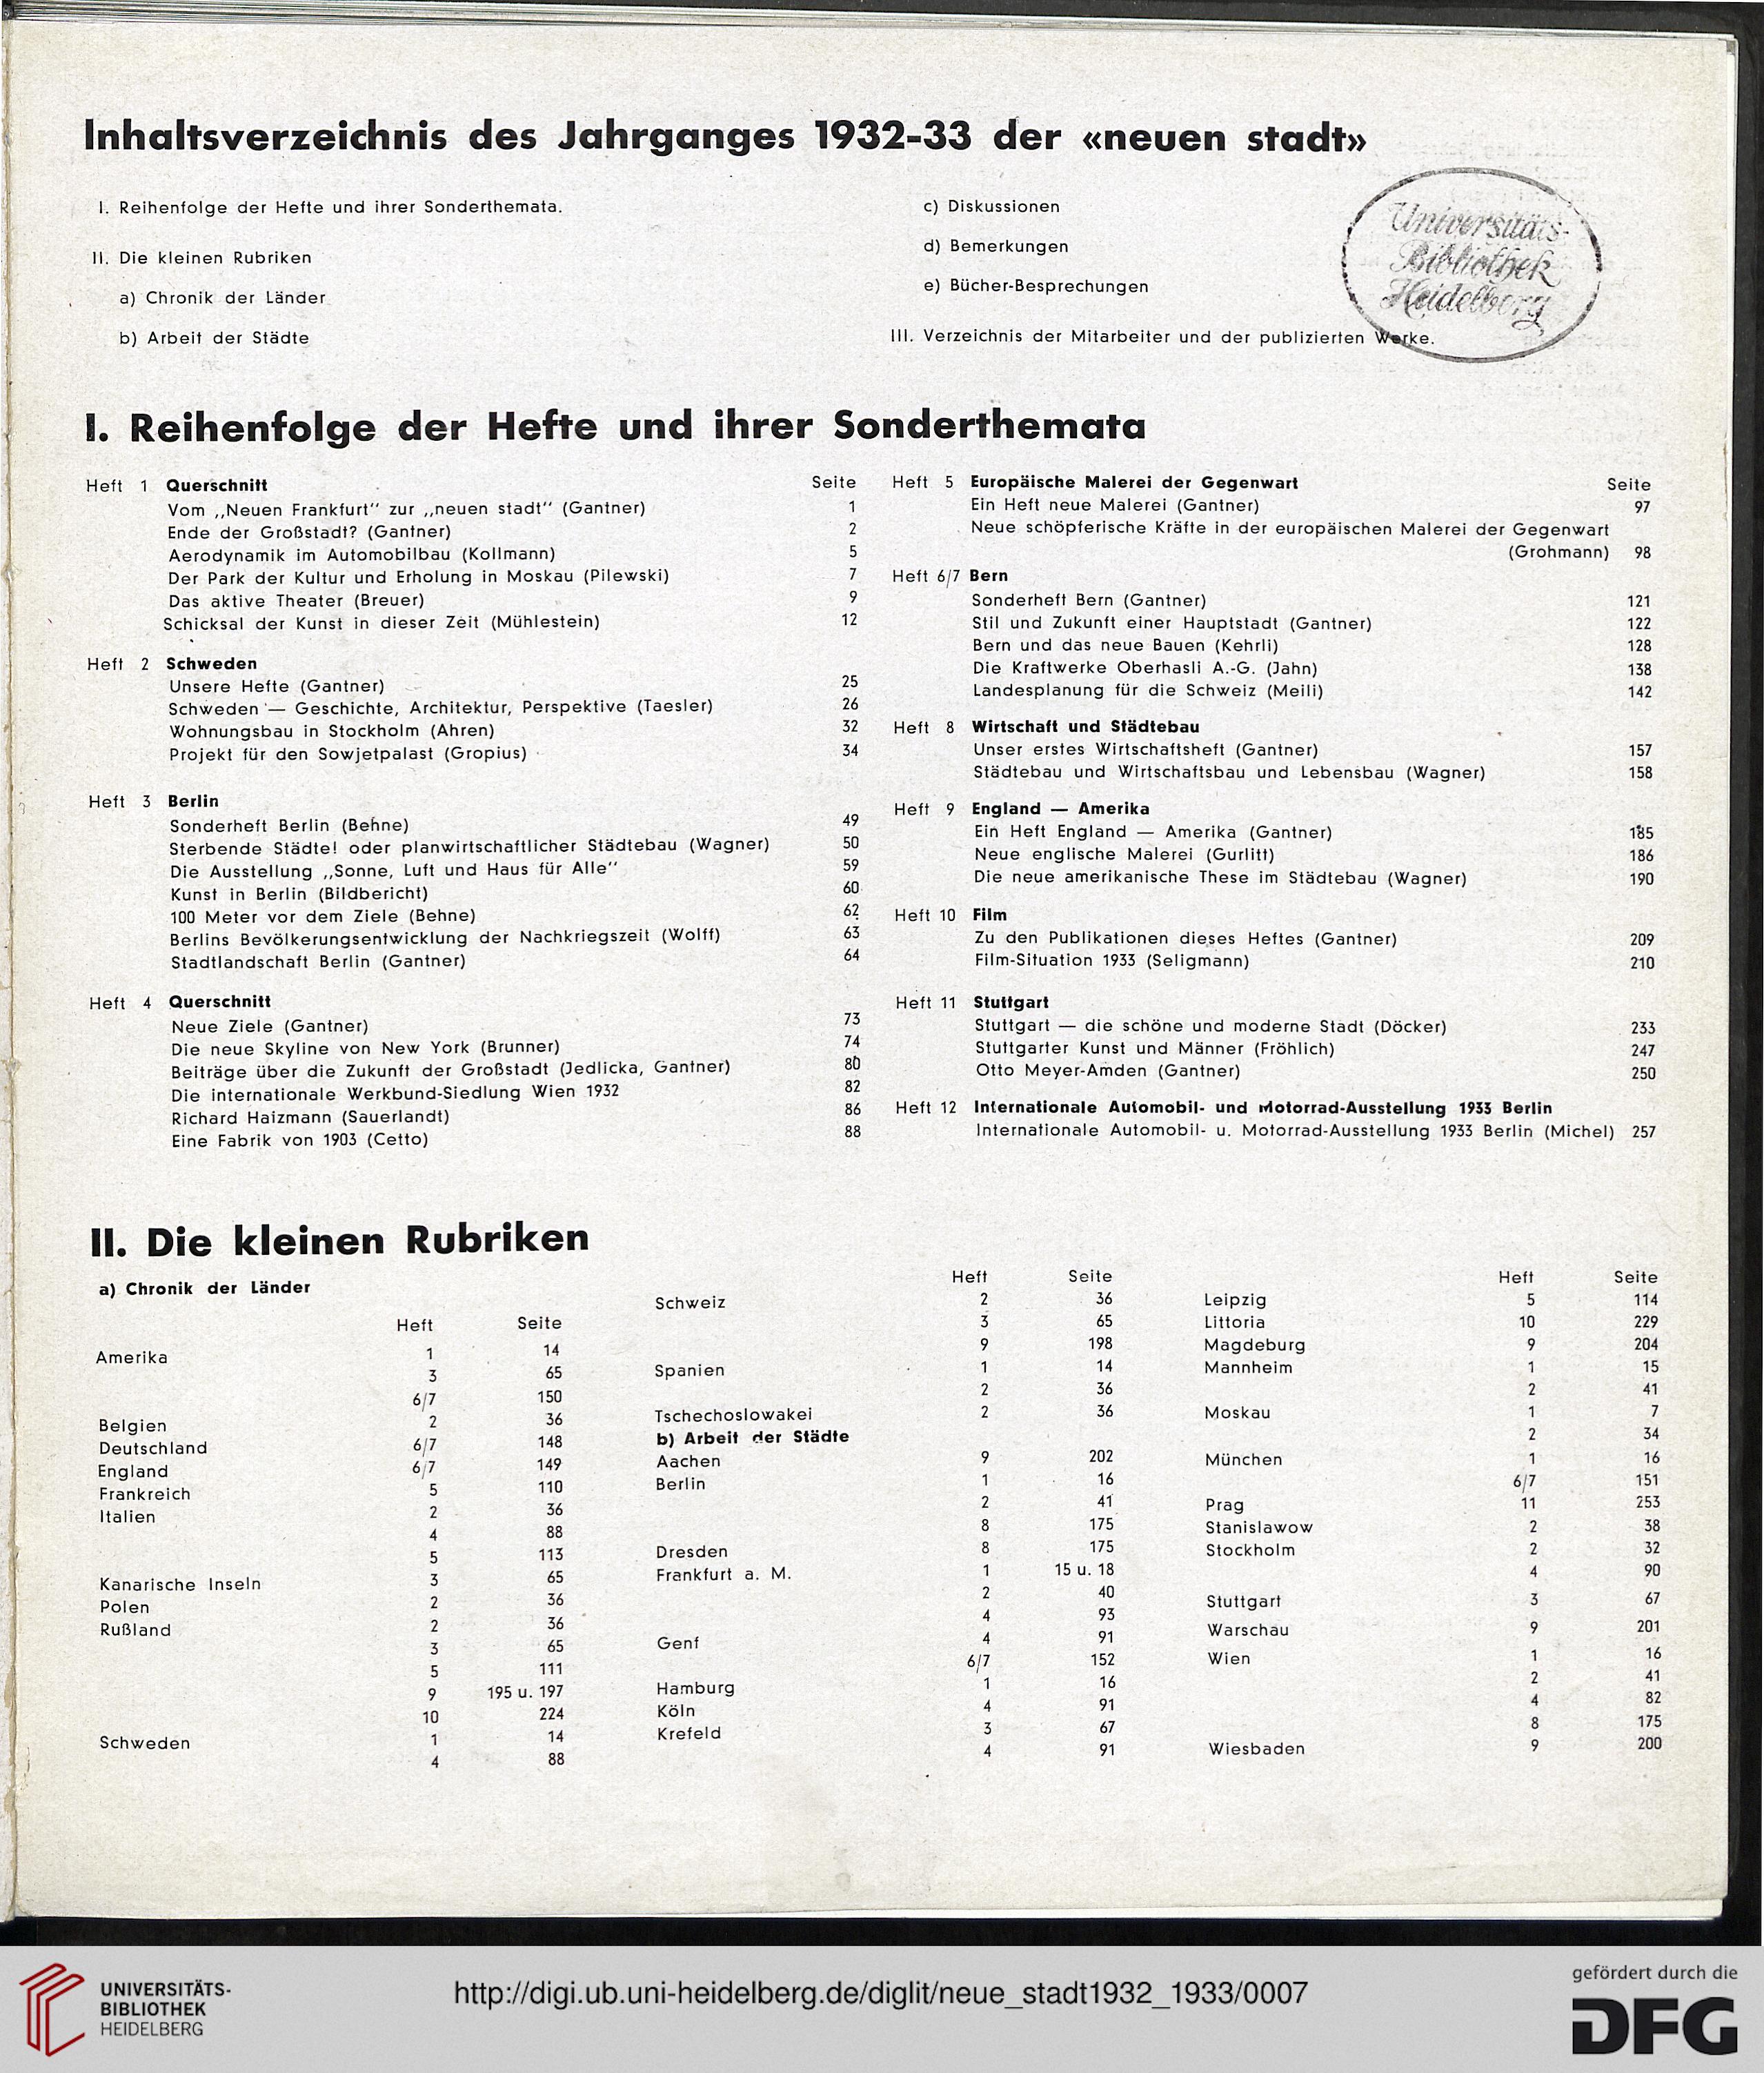 Inhaltsverzeichnis des Jahrganges 1932-33 der «neuen stadt»
I. Reihenfolge der Hefte und ihrer Sonderthemata.
II. Die kleinen Rubriken
a) Chronik der Länder
b) Arbeit der Städte
c) Diskussionen
d) Bemerkungen
e) Bücher-Besprechungen
III. Verzeichnis der Mitarbeiter und der publizierten Werke.
Universitäts-
Bibliothek
Heidelberg
I. Reihenfolge der Hefte und ihrer Sonderthemata
Heft 1 Querschnitt Seite
Vom ,,Neuen Frankfurt'' zur ,,neuen stadt'' (Gantner) 1
Ende der Großstadt? (Gantner) 2
Aerodynamik im Automobilbau (Kollmann) 5
Der Park der Kultur und Erholung in Moskau (Pilewski) 7
Das aktive Theater (Breuer) 9
Schicksal der Kunst in dieser Zeit (Mühlestein) 12
Heft 2 Schweden
Unsere Hefte (Gantner) 25
Schweden — Geschichte, Architektur, Perspektive (Taesler) 26
Wohnungsbau in Stockholm (Ahren) 32
Projekt für den Sowjetpalast (Gropius) 34
Heft 3 Berlin
Sonderheft Berlin (Behne) 49
Sterbende Städte! oder planwirtschaftlicher Städtebau (Wagner) 50
Die Ausstellung ,,Sonne, Luft und Haus für Alle'' 59
Kunst in Berlin (Bildbericht) 60
100 Meter vor dem Ziele (Behne) 62
Berlins Bevölkerungsentwicklung der Nachkriegszeit (Wolff) 63
Stadtlandschaft Berlin (Gantner) 64
Heft 4 Querschnitt
Neue Ziele (Gantner) 73
Die neue Skyline von New York (Brunner) 74
Beiträge über die Zukunft der Großstadt (Jedlicka, Gantner) 80
Die internationale Werkbund-Siedlung Wien 1932 82
Richard Haizmann (Sauerlandt) 86
Eine Fabrik von 1903 (Cetto) 88
Heft 5 Europäische Malerei der Gegenwart Seite
Ein Heft neue Malerei (Gantner) 97
Neue schöpferische Kräfte in der europäischen Malerei der Gegenwart
(Grohmann) 98
Heft 6/7 Bern
Sonderheft Bern (Gantner) 121
Stil und Zukunft einer Hauptstadt (Gantner) 122
Bern und das neue Bauen (Kehrli) 128
Die Kraftwerke Oberhasli A.-G. (Jahn) 138
Landesplanung für die Schweiz (Meili) 142
Heft 8 Wirtschaft und Städtebau
Unser erstes Wirtschaftsheft (Gantner) 157
Städtebau und Wirtschaftsbau und Lebensbau (Wagner) 158
Heft 9 England — Amerika
Ein Heft England — Amerika (Gantner) 185
Neue englische Malerei (Gurlitt) 186
Die neue amerikanische These im Städtebau (Wagner) 190
Heft 10 Film
Zu den Publikationen dieses Heftes (Gantner) 209
Film-Situation 1933 (Seligmann) 210
Heft 11 Stuttgart
Stuttgart — die schöne und moderne Stadt (Döcker) 233
Stuttgarter Kunst und Männer (Fröhlich) 247
Otto Meyer-Amden (Gantner) 250
Heft 12 Internationale Automobil- und Motorrad-Ausstellung 1933 Berlin
Internationale Automobil- u. Motorrad-Ausstellung 1933 Berlin (Michel) 257
II. Die kleinen Rubriken
a) Chronik der Länder
Heft Seite
Amerika 1 14
3 65
6/7 150
Belgien 2 36
Deutschland 6/7 148
England 6/7 149
Frankreich 5 110
Italien 2 36
4 88
5 113
Kanarische Inseln 3 65
Polen 2 36
Rußland 2 36
3 65
5 111
9 195 u. 197
10 224
Schweden 1 14
4 88
Heft Seite
Schweiz 2 36
3 65
9 198
Spanien 1 14
2 36
Tschechoslowakei 2 36
b) Arbeit der Städte
Aachen 9 202
Berlin 1 16
2 41
8 175
Dresden 8 175
Frankfurt a. M. 1 15 u. 18
2 40
4 93
Genf 4 91
6/7 152
Hamburg 1 16
Köln 4 91
Krefeld 3 67
4 91
Heft Seite
Leipzig 5 114
Littoria 10 229
Magdeburg 9 204
Mannheim 1 15
2 41
Moskau 1 7
2 34
München 1 16
6/7 151
Prag 11 253
Stanislawow 2 38
Stockholm 2 32
4 90
Stuttgart 3 67
Warschau 9 201
Wien 1 16
2 41
4 82
8 175
Wiesbaden 9 200
UNIVERSITÄTS-
BIBLIOTHEK
HEIDELBERG
http://digi.ub.uni-heidelberg.de/diglit/neue_stadt1932_1933/0007
gefördert durch die
DFG